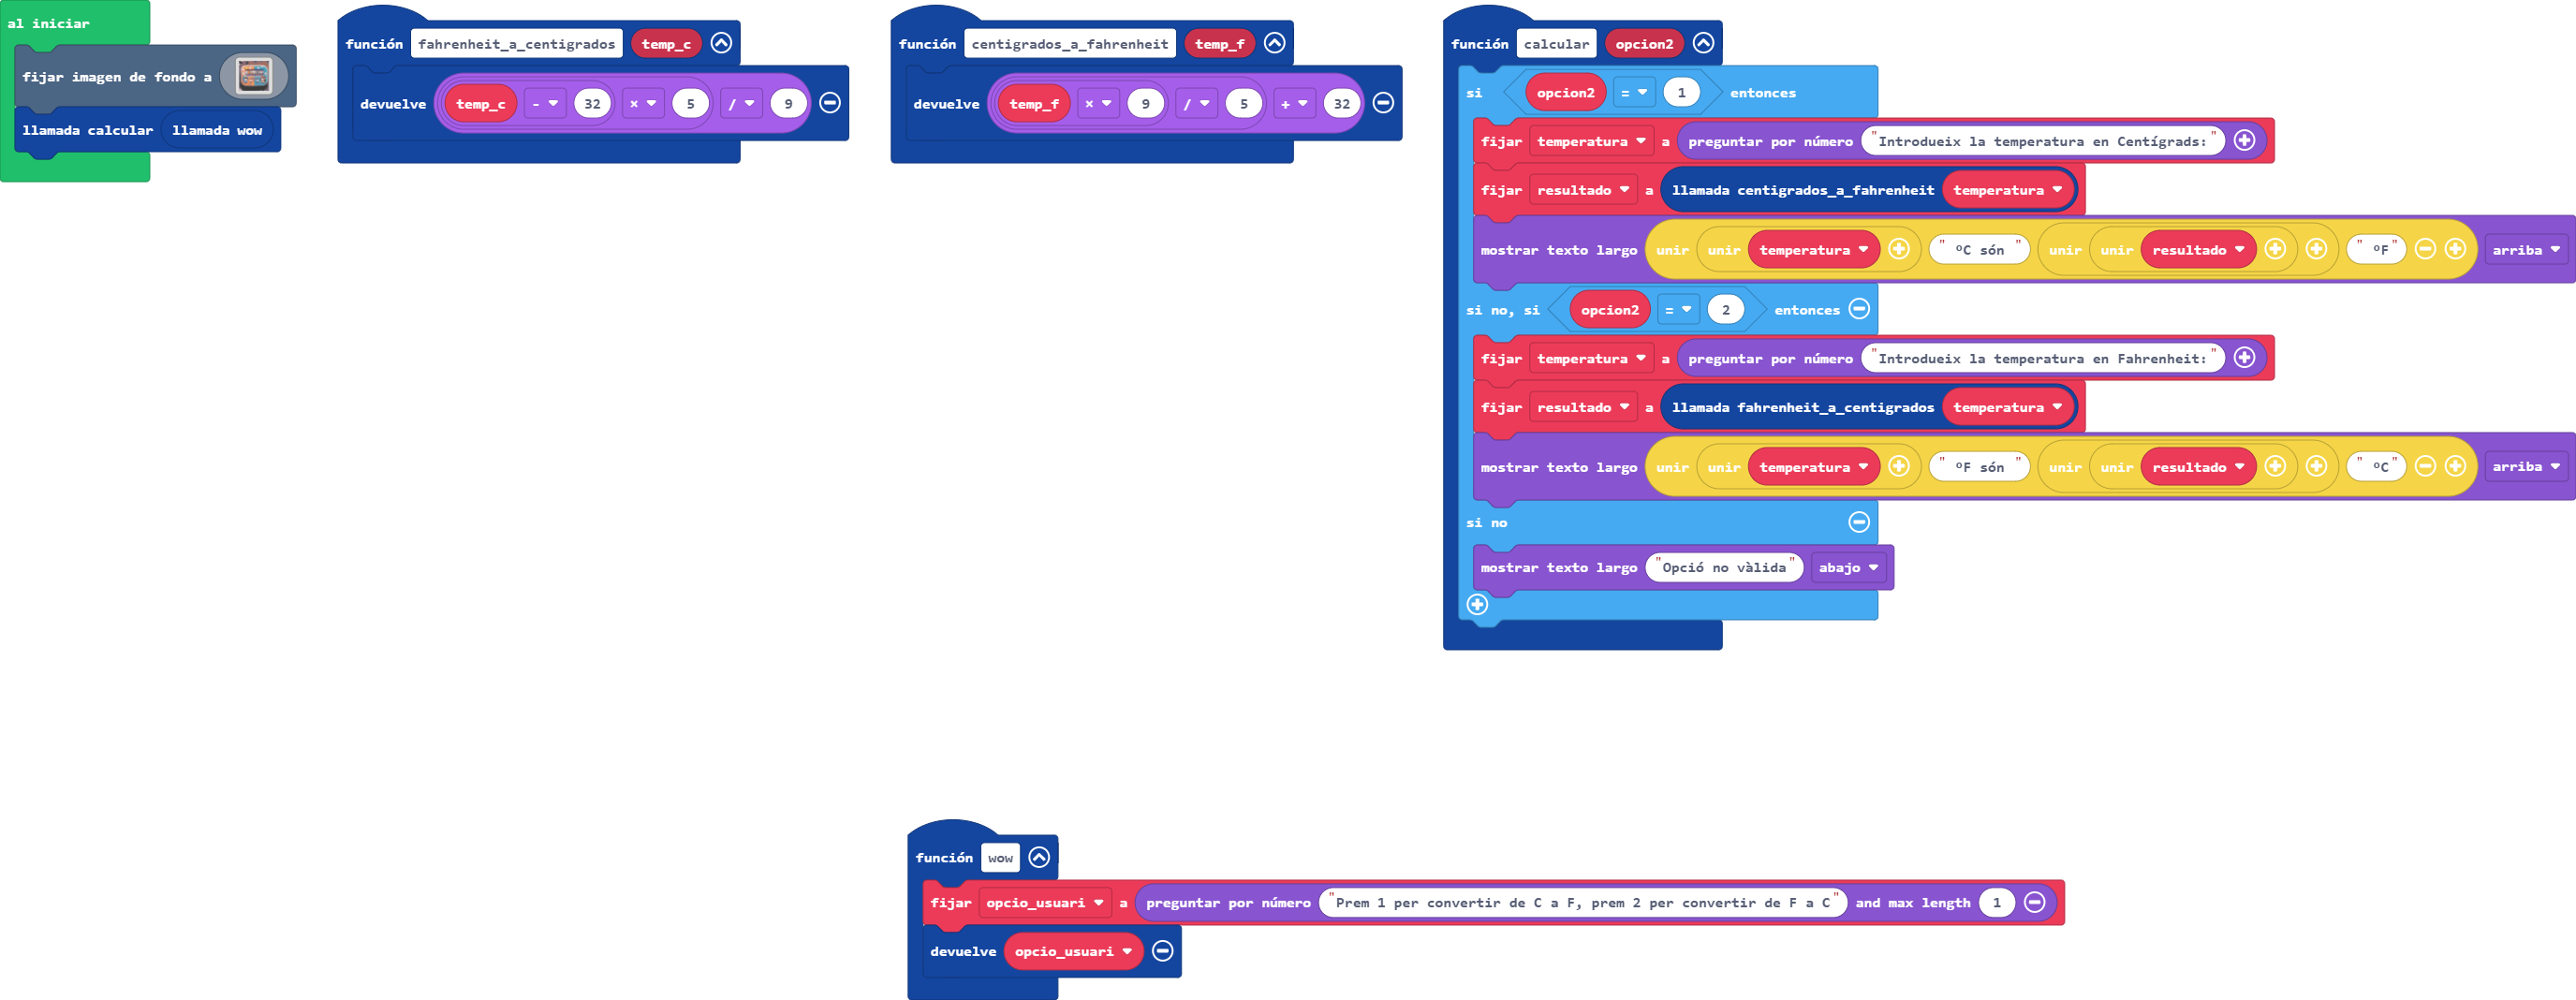 al iniciar
fijar imagen de fondo a
llamada calcular llamada wow
función fahrenheit_a_centigrados temp_c
devuelve temp_c - 32 × 5 / 9
función centigrados_a_fahrenheit temp_f
devuelve temp_f × 9 / 5 + 32
función calcular opcion2
si opcion2 = 1 entonces
fijar temperatura a preguntar por número "Introdueix la temperatura en Centígrads:"
fijar resultado a llamada centigrados_a_fahrenheit temperatura
mostrar texto largo unir unir temperatura " ºC són " unir unir resultado " ºF" arriba
si no, si opcion2 = 2 entonces
fijar temperatura a preguntar por número "Introdueix la temperatura en Fahrenheit:"
fijar resultado a llamada fahrenheit_a_centigrados temperatura
mostrar texto largo unir unir temperatura " ºF són " unir unir resultado " ºC" arriba
si no
mostrar texto largo "Opció no vàlida" abajo
función wow
fijar opcio_usuari a preguntar por número "Prem 1 per convertir de C a F, prem 2 per convertir de F a C" and max length 1
devuelve opcio_usuari